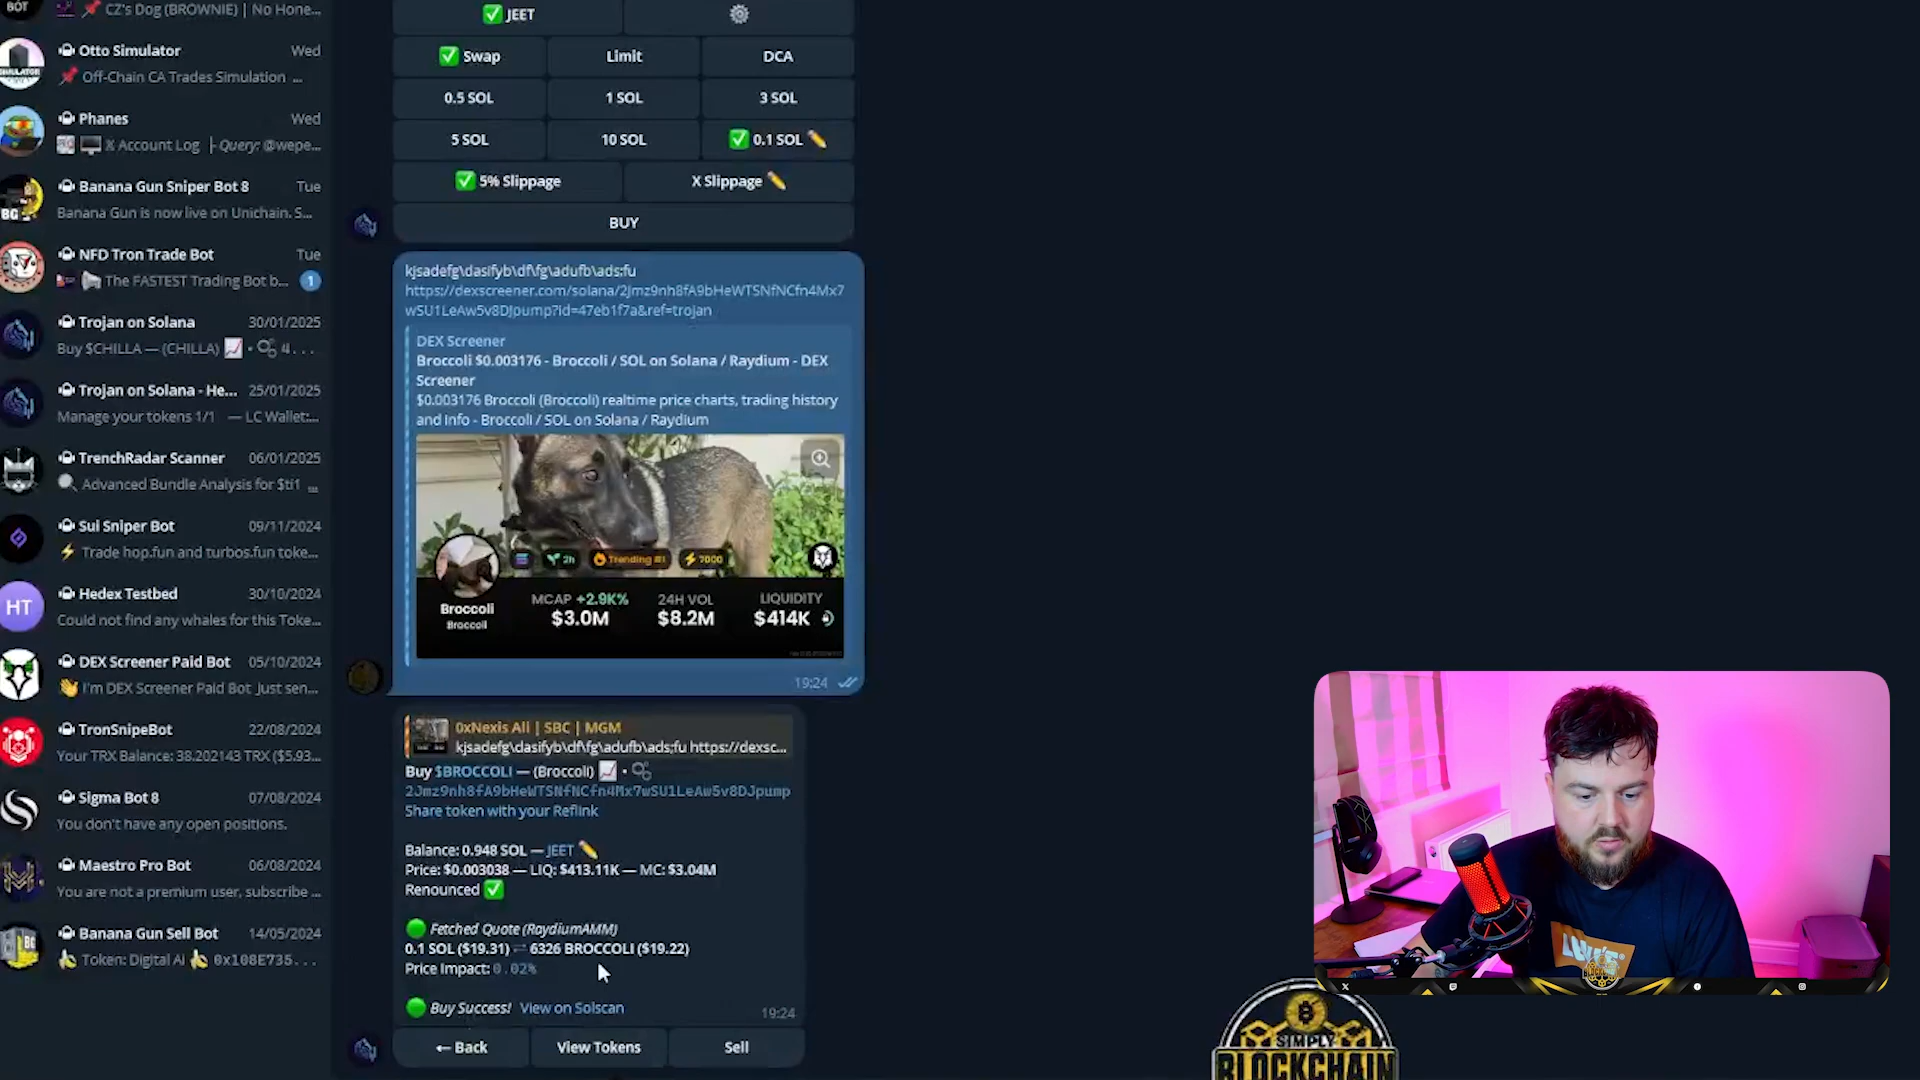 BOT
CZ's Dog (BROWNIE) | No Hone...
Otto Simulator Wed
Off-Chain CA Trades Simulation ...
Phanes Wed
X Account Log ├ Query: @wepe...
Banana Gun Sniper Bot 8 Tue
Banana Gun is now live on Unichain. S...
NFD Tron Trade Bot Tue
The FASTEST Trading Bot b... 1
Trojan on Solana 30/01/2025
Buy $CHILLA — (CHILLA) • 4...
Trojan on Solana - He... 25/01/2025
Manage your tokens 1/1 — LC Wallet:...
TrenchRadar Scanner 06/01/2025
Advanced Bundle Analysis for $ti1 ...
Sui Sniper Bot 09/11/2024
Trade hop.fun and turbos.fun toke...
HT
Hedex Testbed 30/10/2024
Could not find any whales for this Toke...
DEX Screener Paid Bot 05/10/2024
I'm DEX Screener Paid Bot Just sen...
TronSnipeBot 22/08/2024
Your TRX Balance: 38.202143 TRX ($5.93...
Sigma Bot 8 07/08/2024
You don't have any open positions.
Maestro Pro Bot 06/08/2024
You are not a premium user, subscribe ...
Banana Gun Sell Bot 14/05/2024
Token: Digital AI 0x108E735...
JEET
Swap Limit DCA
0.5 SOL 1 SOL 3 SOL
5 SOL 10 SOL 0.1 SOL
5% Slippage X Slippage
BUY
kjsadefg\dasifyb\df\fg\adufb\ads;fu
https://dexscreener.com/solana/2jmz9nh8fA9bHeWTSNfNCfn4Mx7
wSU1LeAw5v8DJpump?id=47eb1f7a&ref=trojan
DEX Screener
Broccoli $0.003176 - Broccoli / SOL on Solana / Raydium - DEX
Screener
$0.003176 Broccoli (Broccoli) realtime price charts, trading history
and info - Broccoli / SOL on Solana / Raydium
2h Trending #1 7000
Broccoli
Broccoli
MCAP +2.9K% 24H VOL LIQUIDITY
$3.0M $8.2M $414K
19:24
0xNexis Ali | SBC | MGM
kjsadefg\dasifyb\df\fg\adufb\ads;fu https://dexsc...
Buy $BROCCOLI — (Broccoli) •
2Jmz9nh8fA9bHeWTSNfNCfn4Mx7wSU1LeAw5v8DJpump
Share token with your Reflink
Balance: 0.948 SOL — JEET
Price: $0.003038 — LIQ: $413.11K — MC: $3.04M
Renounced
Fetched Quote (RaydiumAMM)
0.1 SOL ($19.31) ⇄ 6326 BROCCOLI ($19.22)
Price Impact: 0.02%
Buy Success! View on Solscan
19:24
← Back View Tokens Sell
SIMPLY
BLOCKCHAIN